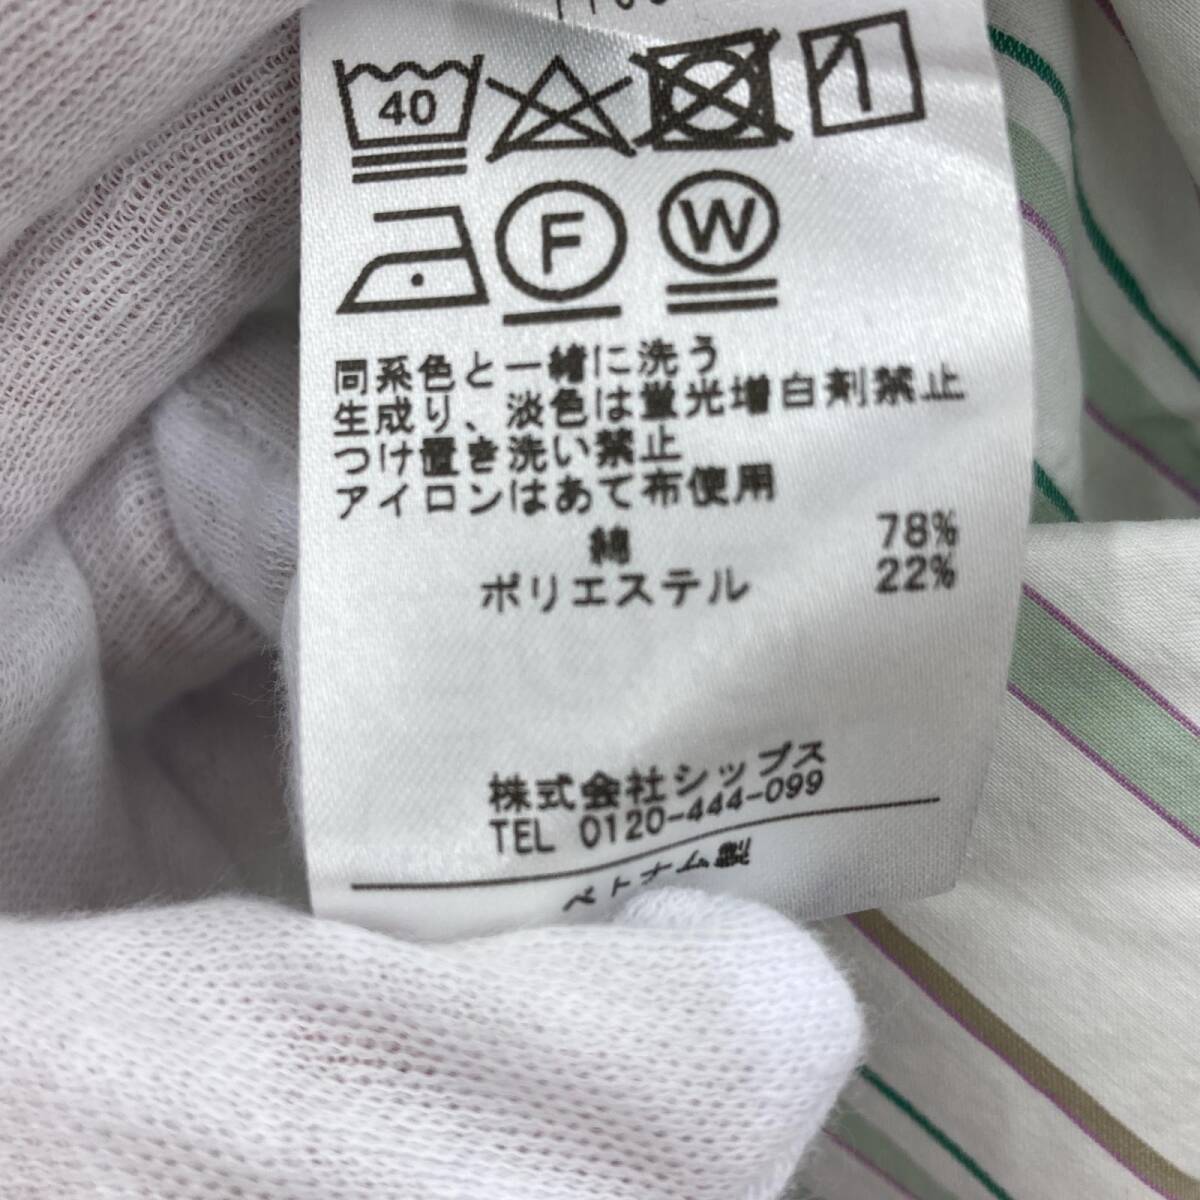 40
F W
同系色と一緒に洗う
生成り、淡色は蛍光増白剤禁止
つけ置き洗い禁止
アイロンはあて布使用
綿 78%
ポリエステル 22%
株式会社シップス
TEL 0120-444-099